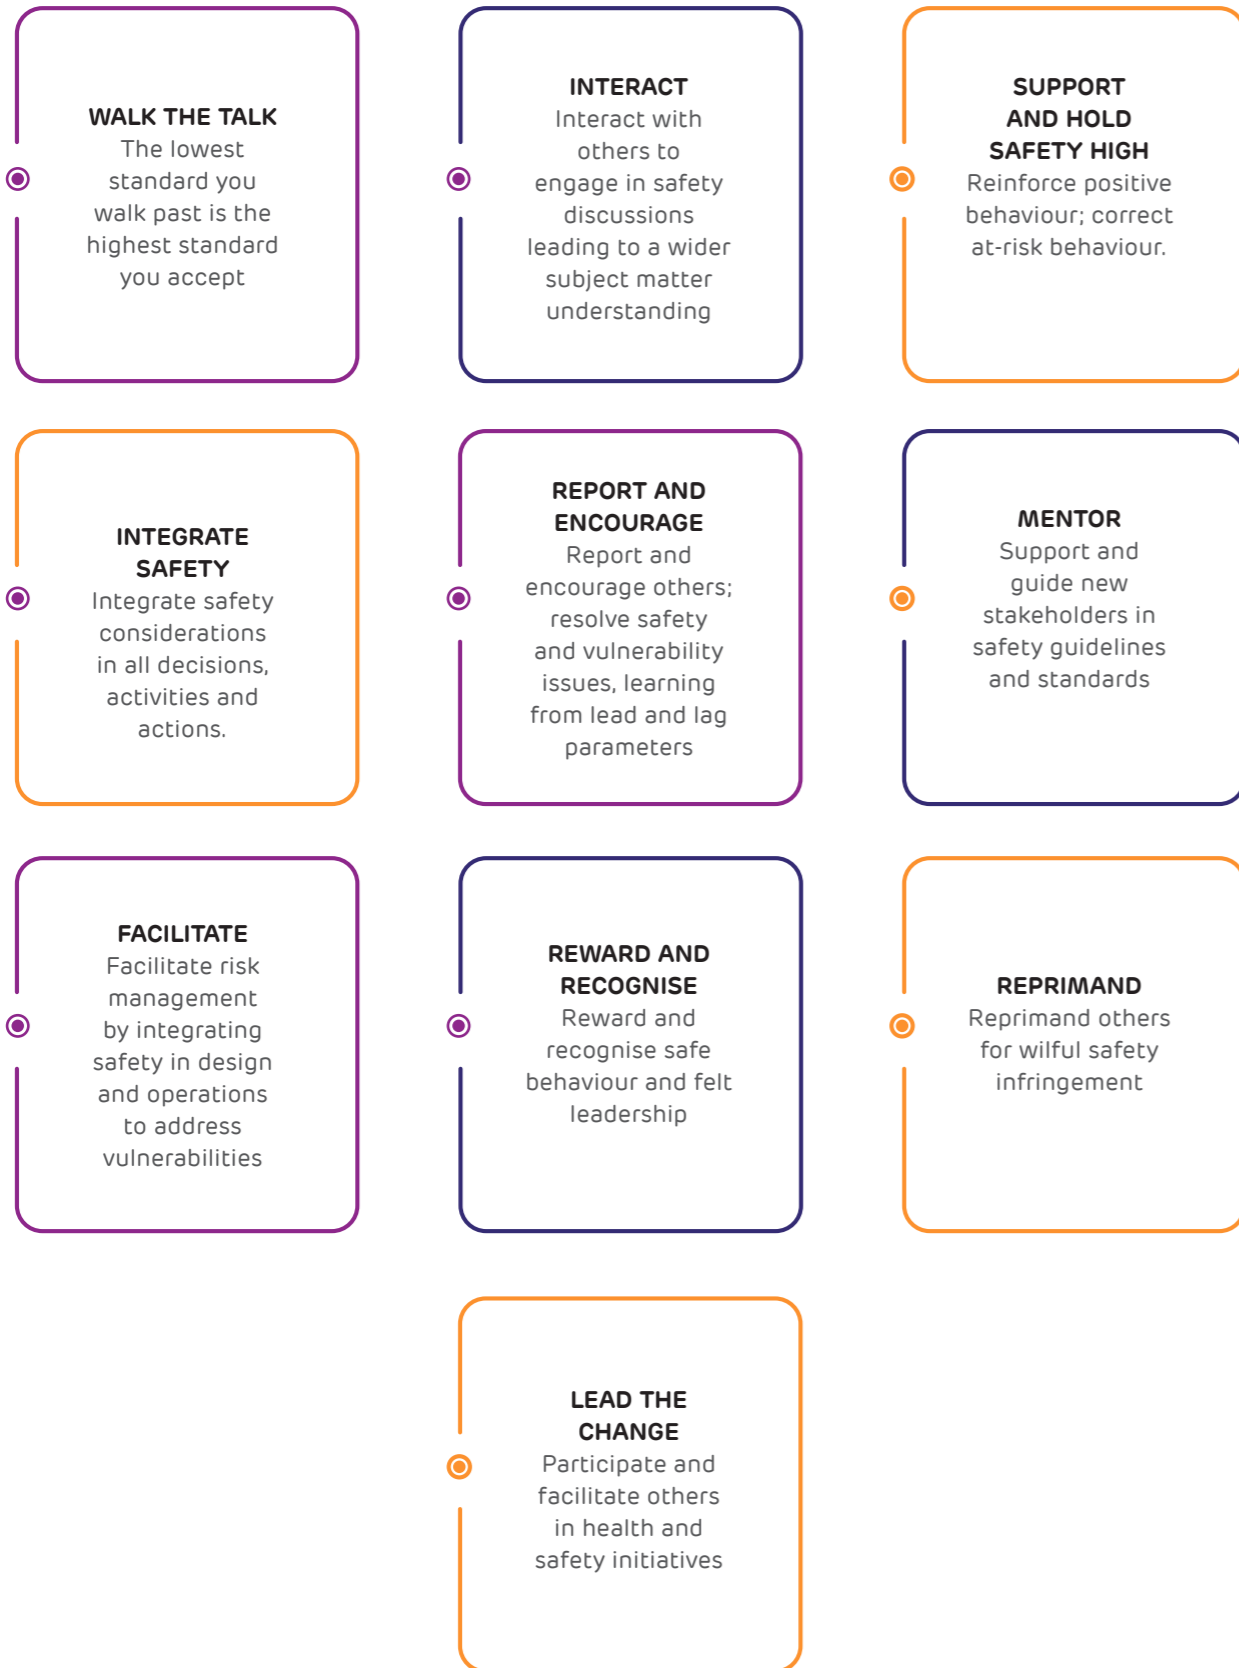 WALK THE TALK
The lowest
standard you
walk past is the
highest standard
you accept
INTERACT
Interact with
others to
engage in safety
discussions
leading to a wider
subject matter
understanding
SUPPORT
AND HOLD
SAFETY HIGH
Reinforce positive
behaviour; correct
at-risk behaviour.
INTEGRATE
SAFETY
Integrate safety
considerations
in all decisions,
activities and
actions.
REPORT AND
ENCOURAGE
Report and
encourage others;
resolve safety
and vulnerability
issues, learning
from lead and lag
parameters
MENTOR
Support and
guide new
stakeholders in
safety guidelines
and standards
FACILITATE
Facilitate risk
management
by integrating
safety in design
and operations
to address
vulnerabilities
REWARD AND
RECOGNISE
Reward and
recognise safe
behaviour and felt
leadership
REPRIMAND
Reprimand others
for wilful safety
infringement
LEAD THE
CHANGE
Participate and
facilitate others
in health and
safety initiatives